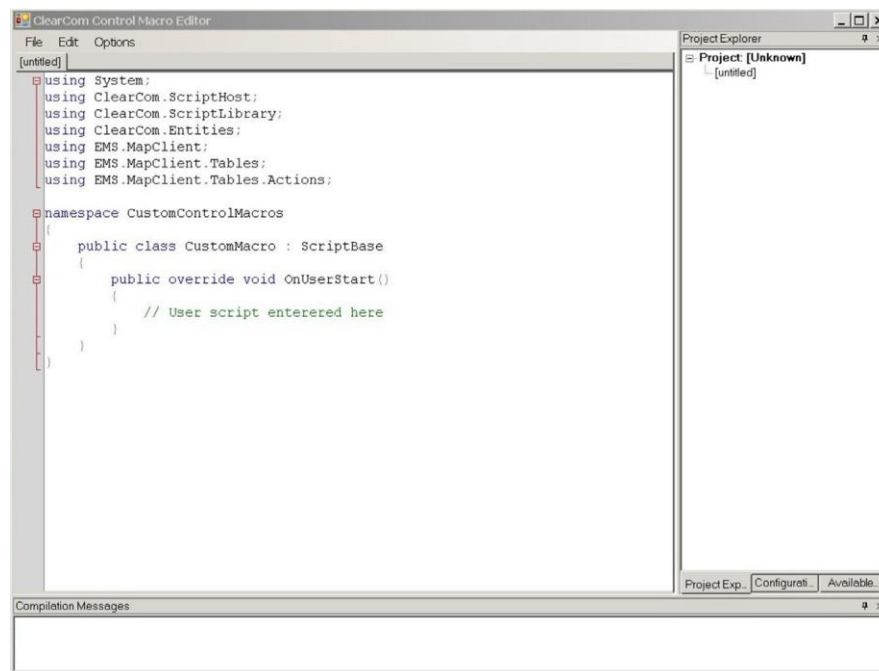 ClearCom Control Macro Editor
File Edit Options
[untitled]
using System;
using ClearCom.ScriptHost;
using ClearCom.ScriptLibrary;
using ClearCom.Entities;
using EMS.MapClient;
using EMS.MapClient.Tables;
using EMS.MapClient.Tables.Actions;
namespace CustomControlMacros
{
public class CustomMacro : ScriptBase
{
public override void OnUserStart()
{
// User script enterered here
}
}
}
Project Explorer
Project: [Unknown]
[untitled]
Project Exp... Configurati... Available...
Compilation Messages